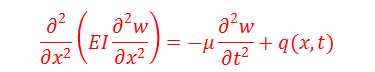 ∂²/∂x² (EI ∂²w/∂x²) = −μ ∂²w/∂t² + q(x,t)